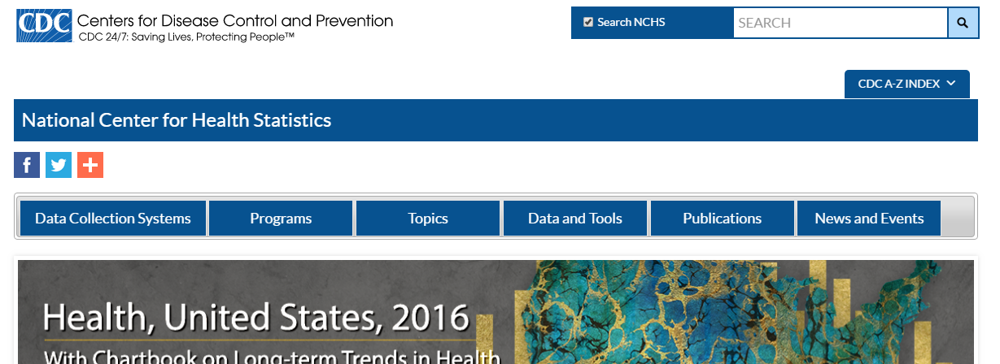 CDC Centers for Disease Control and Prevention
CDC 24/7: Saving Lives, Protecting People™
Search NCHS
SEARCH
CDC A-Z INDEX
National Center for Health Statistics
Data Collection Systems
Programs
Topics
Data and Tools
Publications
News and Events
Health, United States, 2016
With Chartbook on Long-term Trends in Health